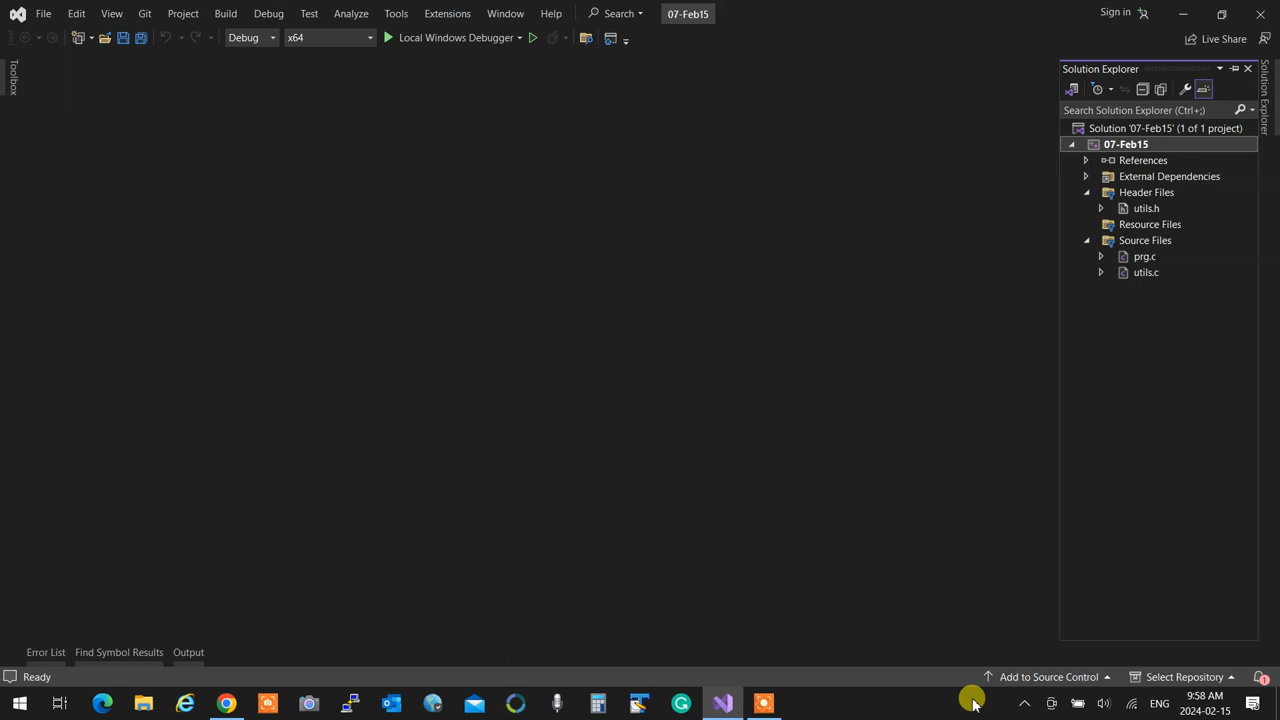 File Edit View Git Project Build Debug Test Analyze Tools Extensions Window Help Search 07-Feb15 Sign in
Debug x64 Local Windows Debugger Live Share
Toolbox
Solution Explorer
Solution Explorer
Search Solution Explorer (Ctrl+;)
Solution '07-Feb15' (1 of 1 project)
07-Feb15
References
External Dependencies
Header Files
utils.h
Resource Files
Source Files
prg.c
utils.c
Error List Find Symbol Results Output
Ready Add to Source Control Select Repository 1
ENG 9:58 AM
2024-02-15